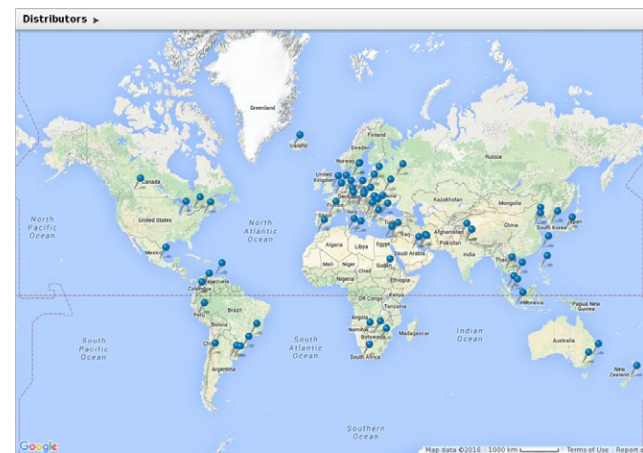 Distributors
Greenland
Iceland
Finland
Sweden
Norway
Russia
Canada
United Kingdom
Kazakhstan
Mongolia
North Pacific Ocean
United States
North Atlantic Ocean
Spain
Italy
Turkey
Afghanistan
China
South Korea
Japan
Iraq
Pakistan
Algeria
Libya
Egypt
Saudi Arabia
India
Mexico
Mali
Niger
Chad
Sudan
Nigeria
Ethiopia
Venezuela
Colombia
DR Congo
Kenya
Tanzania
Indonesia
Papua New Guinea
Peru
Brazil
Bolivia
Angola
Namibia
Botswana
Madagascar
Indian Ocean
Australia
South Pacific Ocean
South Atlantic Ocean
South Africa
Argentina
New Zealand
Southern Ocean
Google
Map data ©2016
1000 km
Terms of Use
Report a